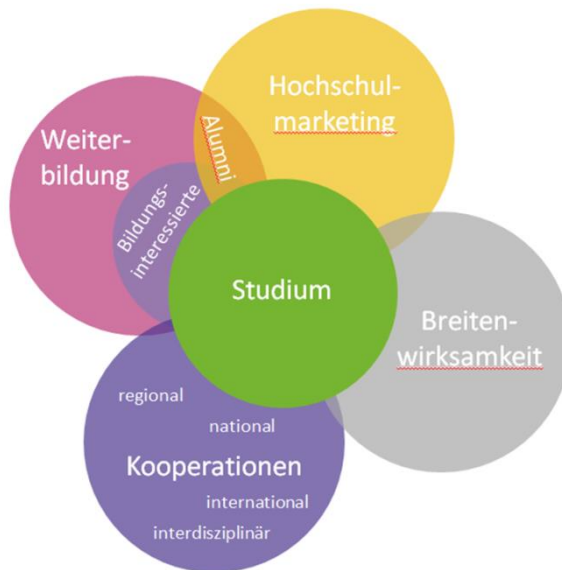 Hochschul-
marketing
Alumni
Weiter-
bildung
Bildungs-
interessierte
Studium
Breiten-
wirksamkeit
regional
national
Kooperationen
international
interdisziplinär